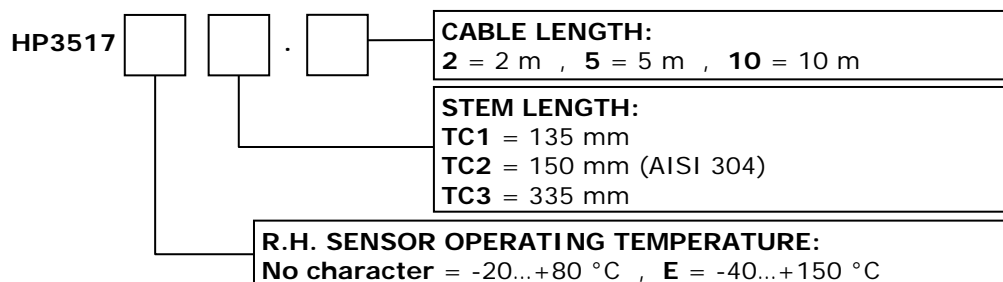 HP3517 .
CABLE LENGTH:
2 = 2 m , 5 = 5 m , 10 = 10 m
STEM LENGTH:
TC1 = 135 mm
TC2 = 150 mm (AISI 304)
TC3 = 335 mm
R.H. SENSOR OPERATING TEMPERATURE:
No character = -20...+80 °C , E = -40...+150 °C